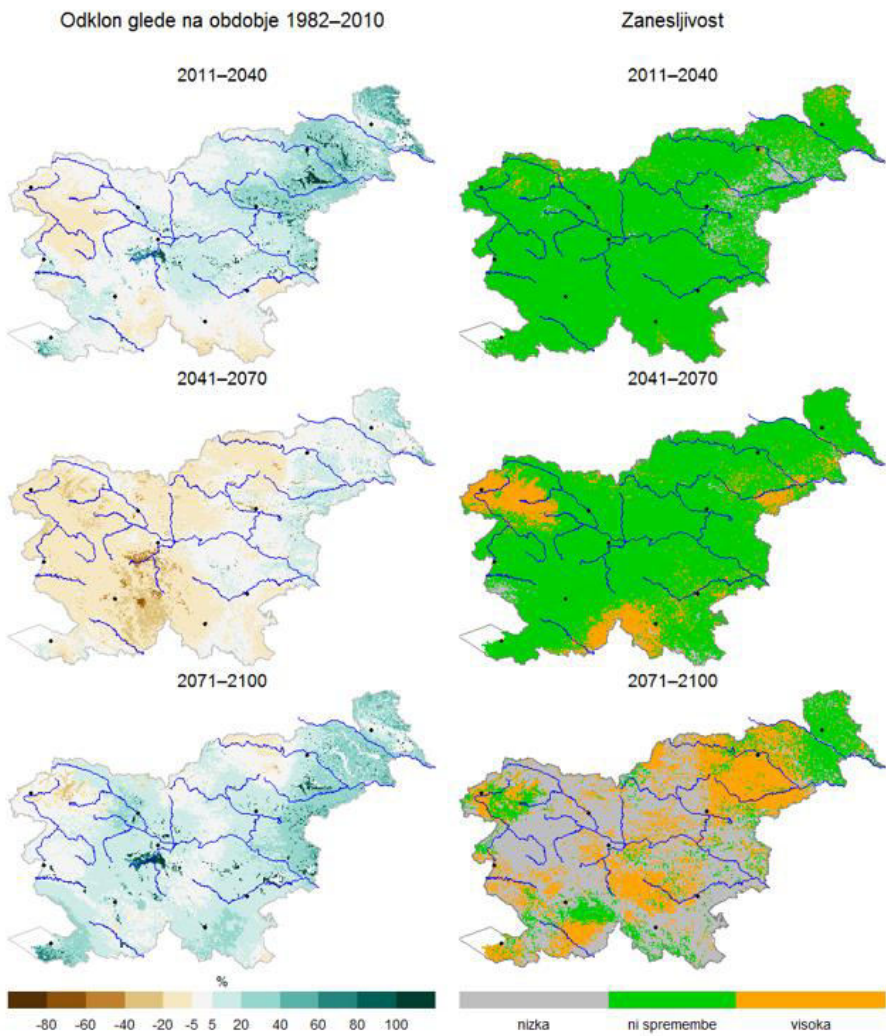 Odklon glede na obdobje 1982–2010
Zanesljivost
2011–2040
2011–2040
2041–2070
2041–2070
2071–2100
2071–2100
%
-80 -60 -40 -20 -5 5 20 40 60 80 100
nizka ni spremembe visoka